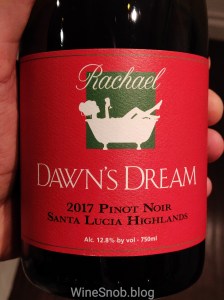 Rachael
DAWN'S DREAM
2017 PINOT NOIR
SANTA LUCIA HIGHLANDS
Alc. 12.8% by vol - 750ml
WineSnob.blog